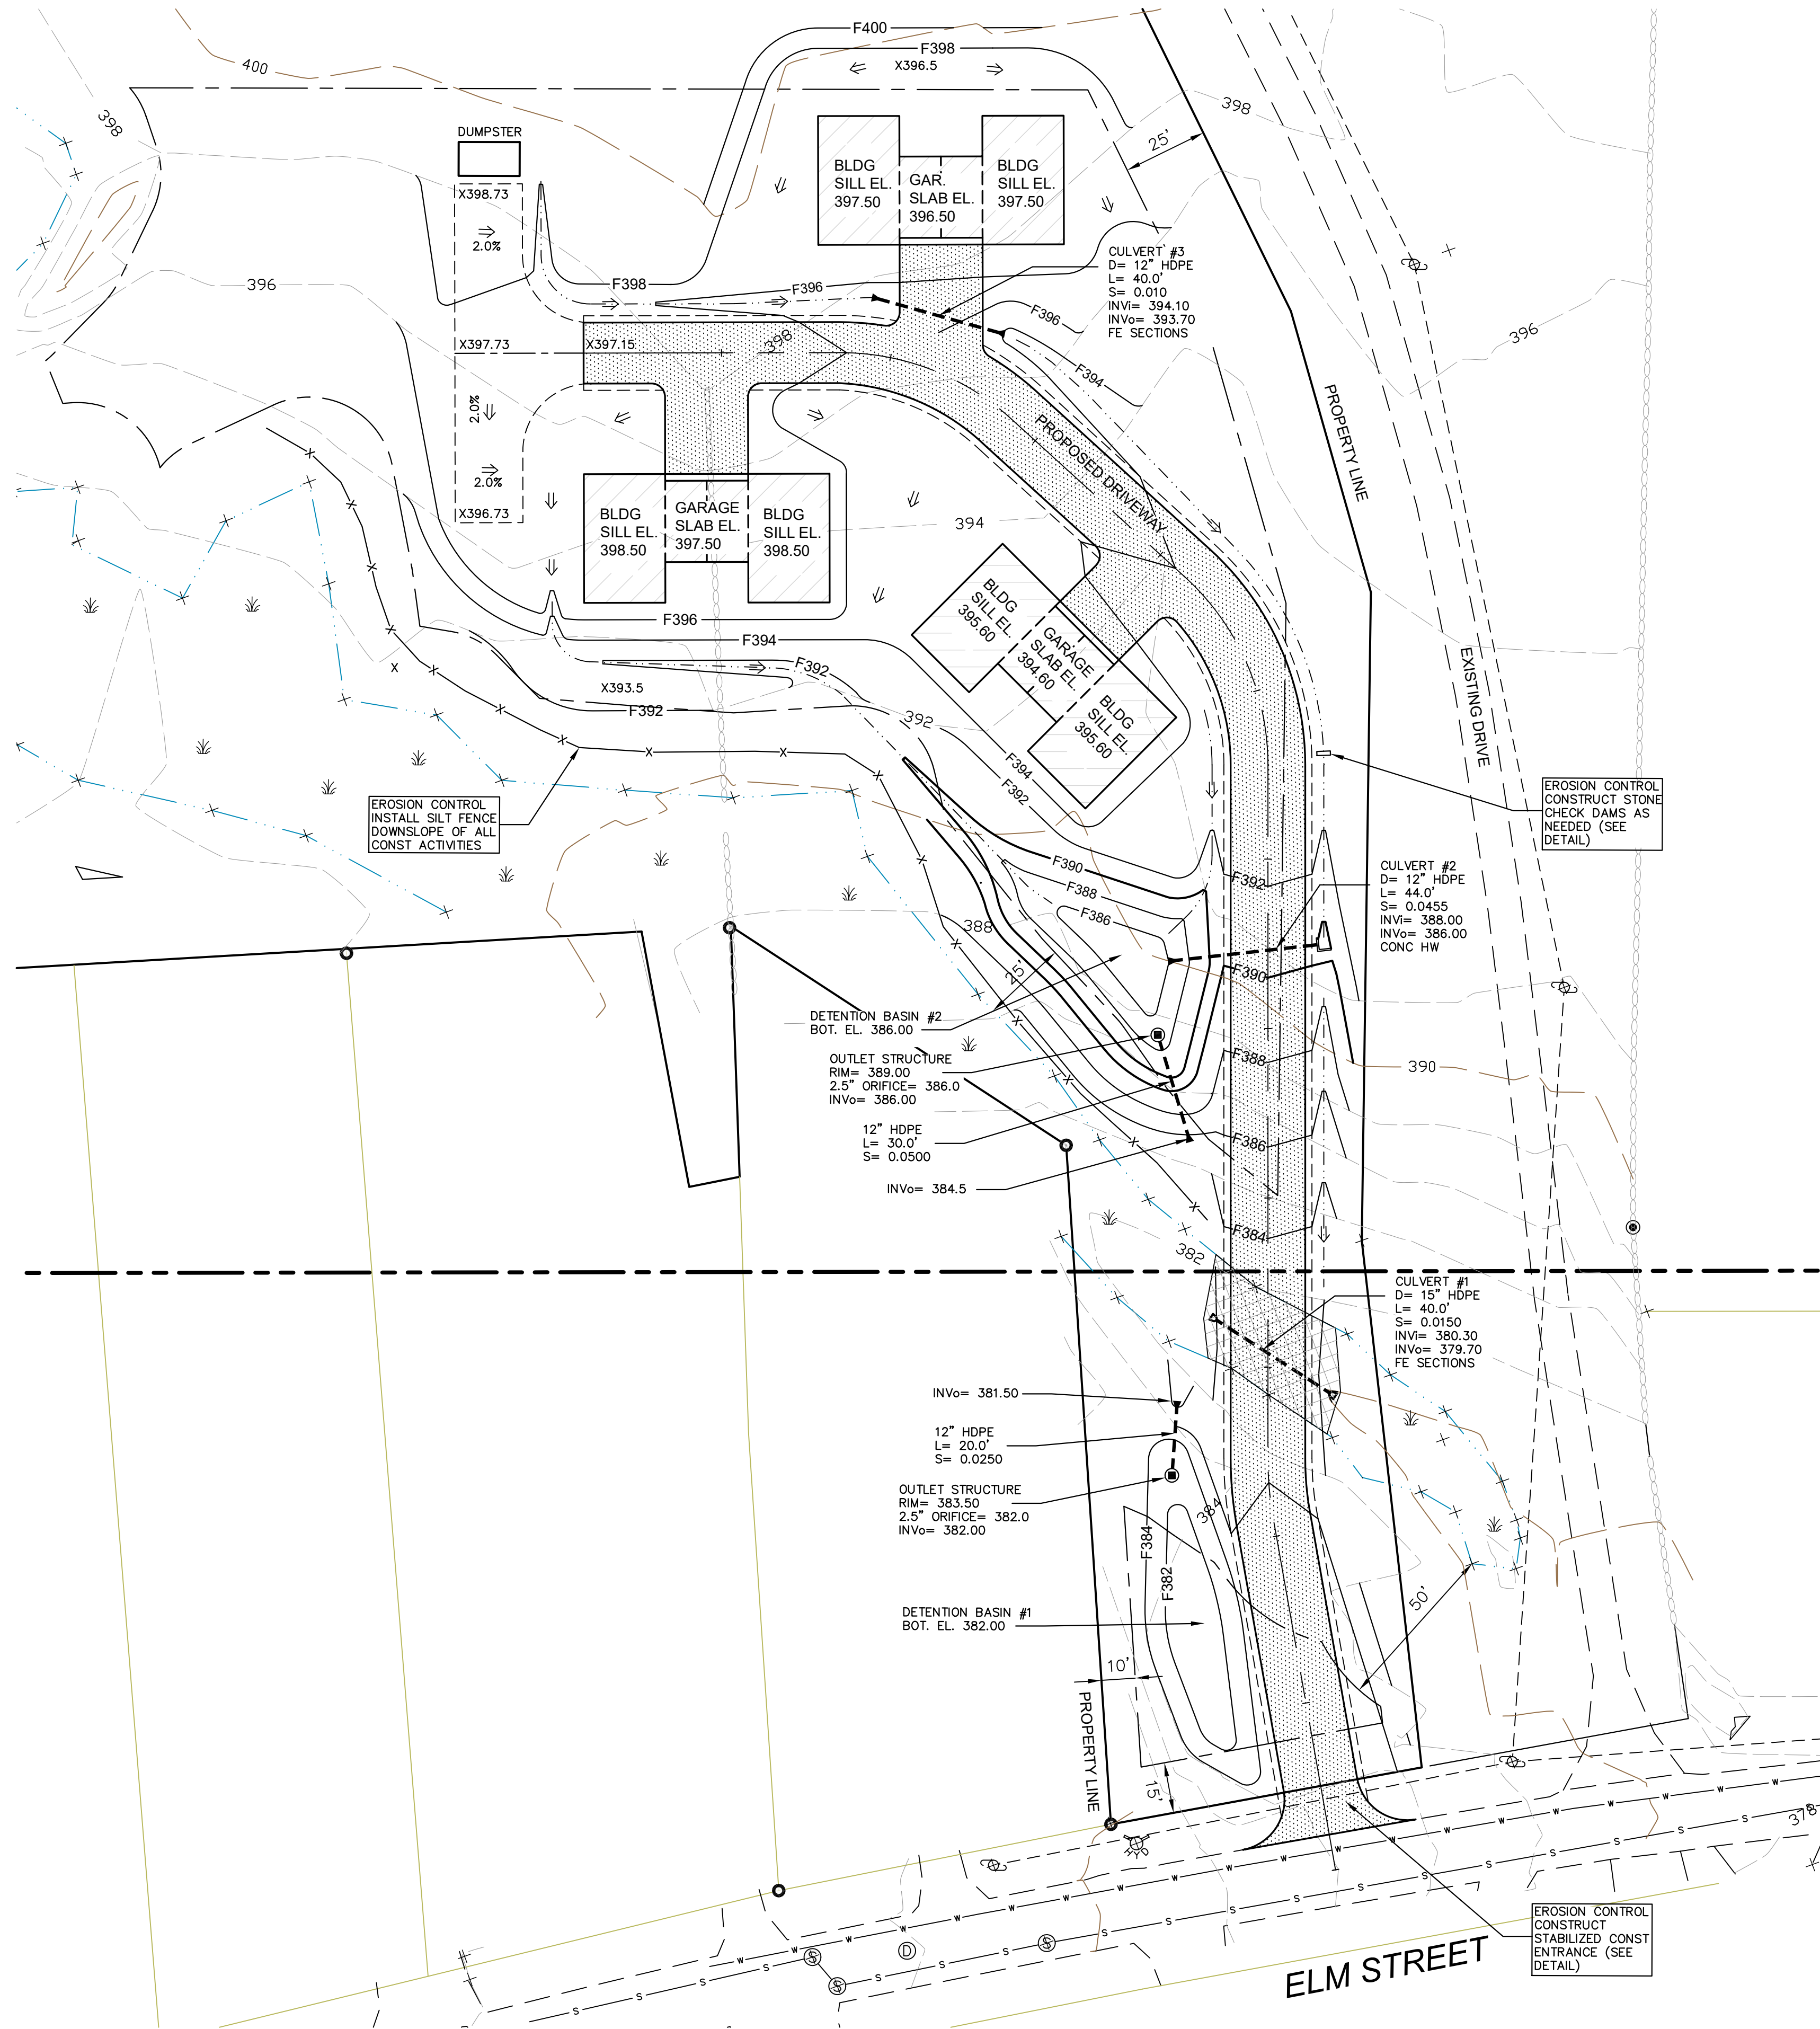 F400
F398
X396.5
400
398
398
25'
DUMPSTER
X398.73
2.0%
BLDG
SILL EL.
397.50
GAR.
SLAB EL.
396.50
BLDG
SILL EL.
397.50
CULVERT #3
D= 12" HDPE
L= 40.0'
S= 0.010
INVi= 394.10
INVo= 393.70
FE SECTIONS
396
F398
F396
F396
396
X397.73
X397.15
398
F394
PROPERTY LINE
2.0%
2.0%
X396.73
PROPOSED DRIVEWAY
BLDG
SILL EL.
398.50
GARAGE
SLAB EL.
397.50
BLDG
SILL EL.
398.50
394
F396
F394
F392
X393.5
F392
392
BLDG
SILL EL.
395.60
GARAGE
SLAB EL.
394.60
BLDG
SILL EL.
395.60
EXISTING DRIVE
F394
F392
EROSION CONTROL
INSTALL SILT FENCE
DOWNSLOPE OF ALL
CONST ACTIVITIES
EROSION CONTROL
CONSTRUCT STONE
CHECK DAMS AS
NEEDED (SEE
DETAIL)
F390
F388
F386
F392
CULVERT #2
D= 12" HDPE
L= 44.0'
S= 0.0455
INVi= 388.00
INVo= 386.00
CONC HW
388
25'
F390
DETENTION BASIN #2
BOT. EL. 386.00
OUTLET STRUCTURE
RIM= 389.00
2.5" ORIFICE= 386.0
INVo= 386.00
F388
390
12" HDPE
L= 30.0'
S= 0.0500
F386
INVo= 384.5
F384
382
CULVERT #1
D= 15" HDPE
L= 40.0'
S= 0.0150
INVi= 380.30
INVo= 379.70
FE SECTIONS
INVo= 381.50
12" HDPE
L= 20.0'
S= 0.0250
OUTLET STRUCTURE
RIM= 383.50
2.5" ORIFICE= 382.0
INVo= 382.00
384
F384
F382
DETENTION BASIN #1
BOT. EL. 382.00
50'
10'
PROPERTY LINE
15'
HYD
378
W W W W W W W W W W W W W W W W W W W W
S S S S S S S S S S S S S S S S S S S S
S
D
S
S
EROSION CONTROL
CONSTRUCT
STABILIZED CONST
ENTRANCE (SEE
DETAIL)
ELM STREET